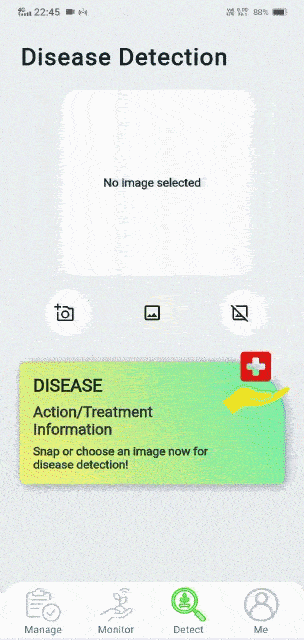 4G 22:45 88%
Disease Detection
No image selected
DISEASE
Action/Treatment
Information
Snap or choose an image now for
disease detection!
Manage Monitor Detect Me